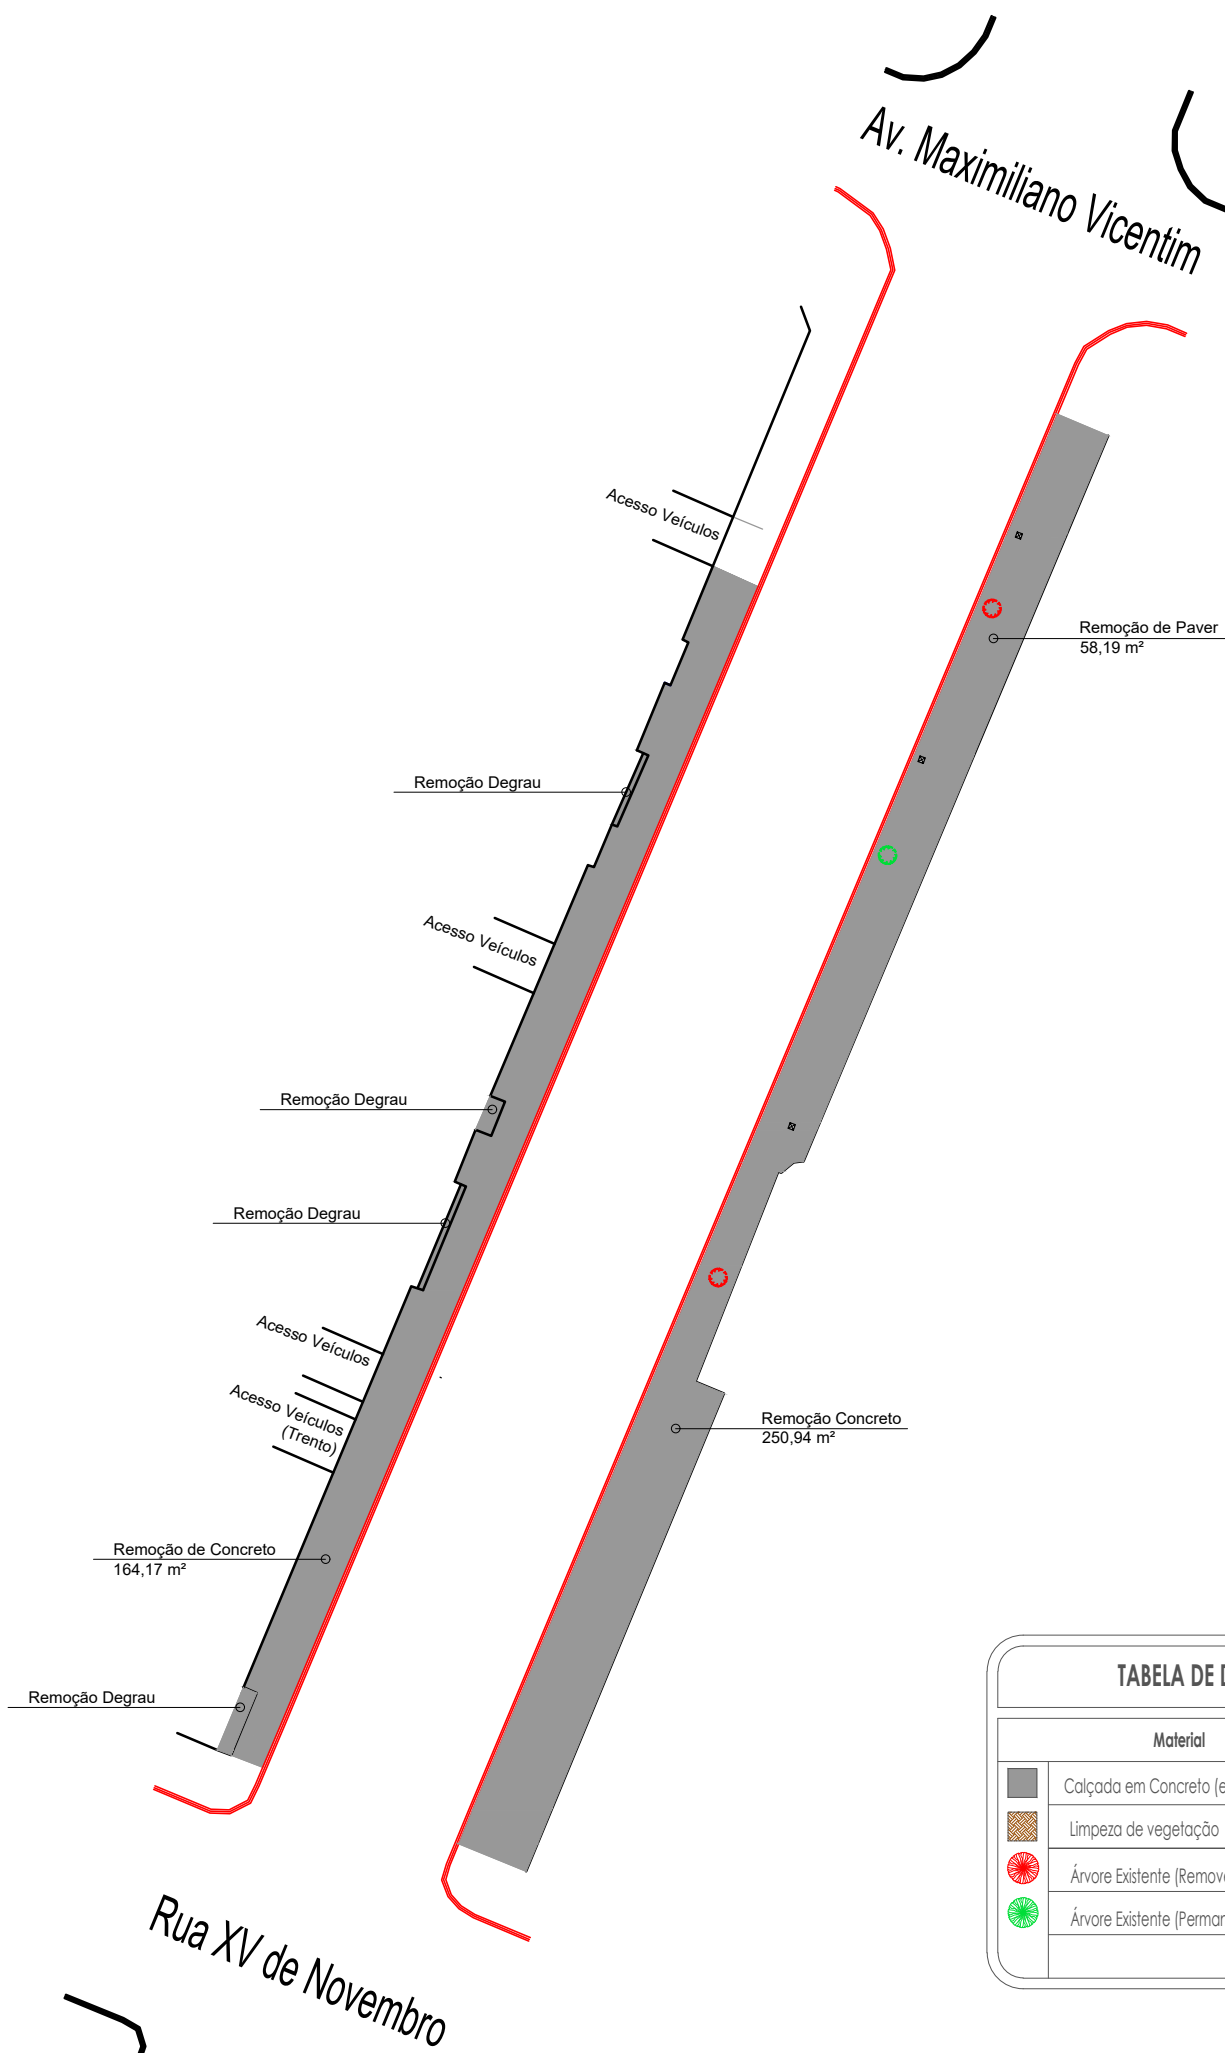 Av. Maximiliano Vicentim
Acesso Veículos
Remoção de Paver
58,19 m²
Remoção Degrau
Acesso Veículos
Remoção Degrau
Remoção Degrau
Acesso Veículos
Acesso Veículos
(Trento)
Remoção Concreto
250,94 m²
Remoção de Concreto
164,17 m²
Remoção Degrau
Rua XV de Novembro
TABELA DE
Material
Calçada em Concreto
Limpeza de vegetação
Árvore Existente
Árvore Existente